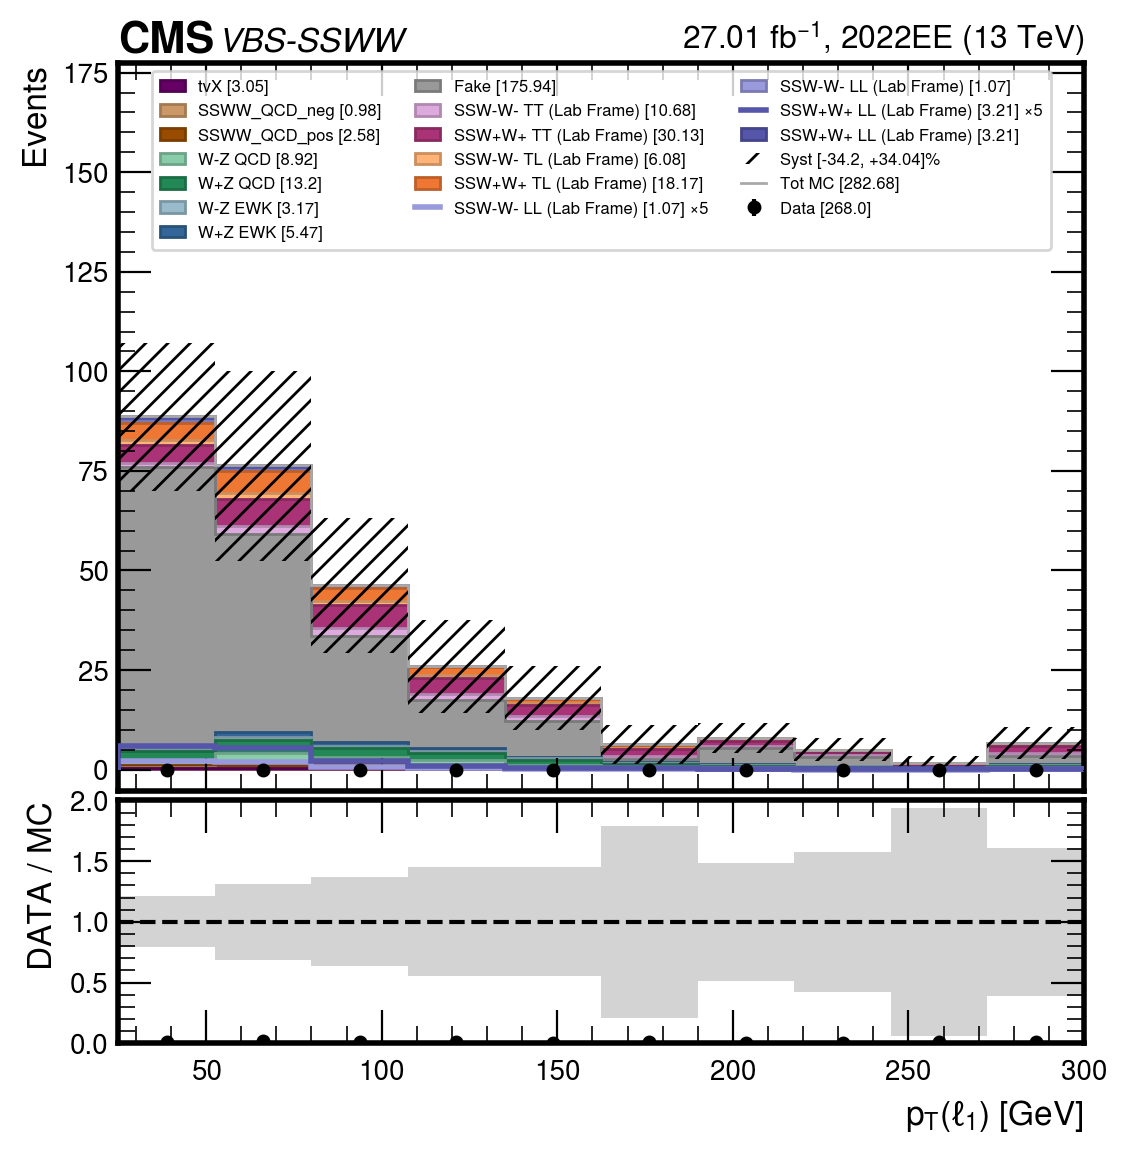 CMS VBS-SSWW 27.01 fb⁻¹, 2022EE (13 TeV)
Events
tVX [3.05]
SSWW_QCD_neg [0.98]
SSWW_QCD_pos [2.58]
W-Z QCD [8.92]
W+Z QCD [13.2]
W-Z EWK [3.17]
W+Z EWK [5.47]
Fake [175.94]
SSW-W- TT (Lab Frame) [10.68]
SSW+W+ TT (Lab Frame) [30.13]
SSW-W- TL (Lab Frame) [6.08]
SSW+W+ TL (Lab Frame) [18.17]
SSW-W- LL (Lab Frame) [1.07] ×5
SSW-W- LL (Lab Frame) [1.07]
SSW+W+ LL (Lab Frame) [3.21] ×5
SSW+W+ LL (Lab Frame) [3.21]
Syst [-34.2, +34.04]%
Tot MC [282.68]
Data [268.0]
175
150
125
100
75
50
25
0
DATA / MC
2.0
1.5
1.0
0.5
0.0
50 100 150 200 250 300
p_T(ℓ₁) [GeV]